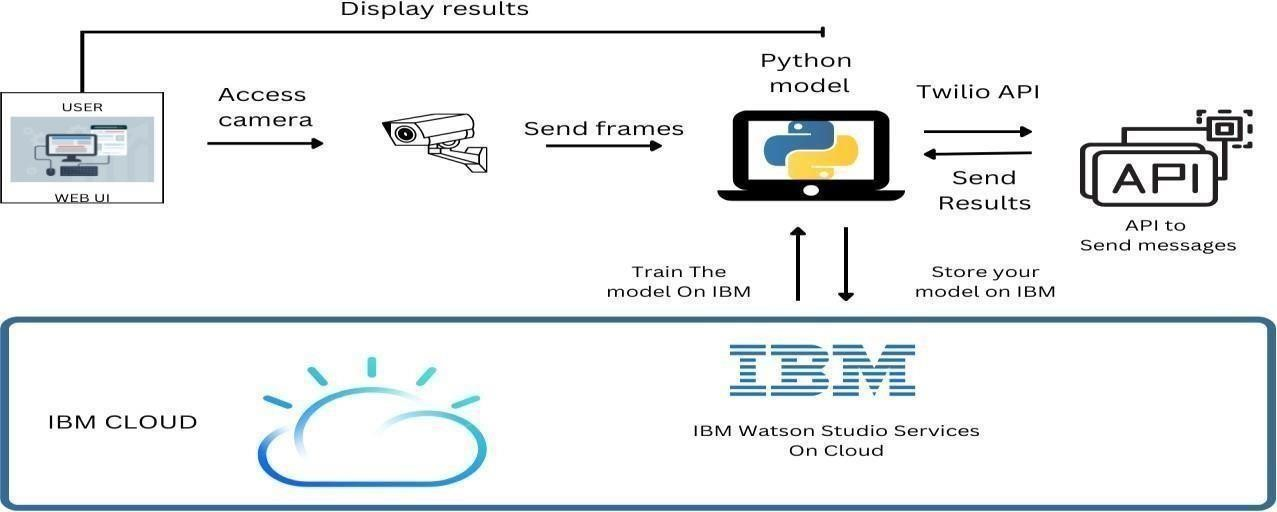 Display results
USER
WEB UI
Access
camera
Send frames
Python
model
Twilio API
Send
Results
API
API to
Send messages
Train The
model On IBM
Store your
model on IBM
IBM CLOUD
IBM
IBM Watson Studio Services
On Cloud